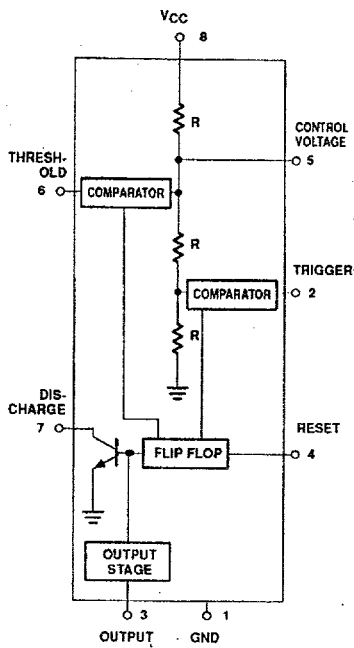 VCC
8
R
CONTROL
VOLTAGE
5
THRESH-
OLD
6
COMPARATOR
R
TRIGGER
COMPARATOR
2
R
DIS-
CHARGE
7
RESET
FLIP FLOP
4
OUTPUT
STAGE
3
1
OUTPUT
GND